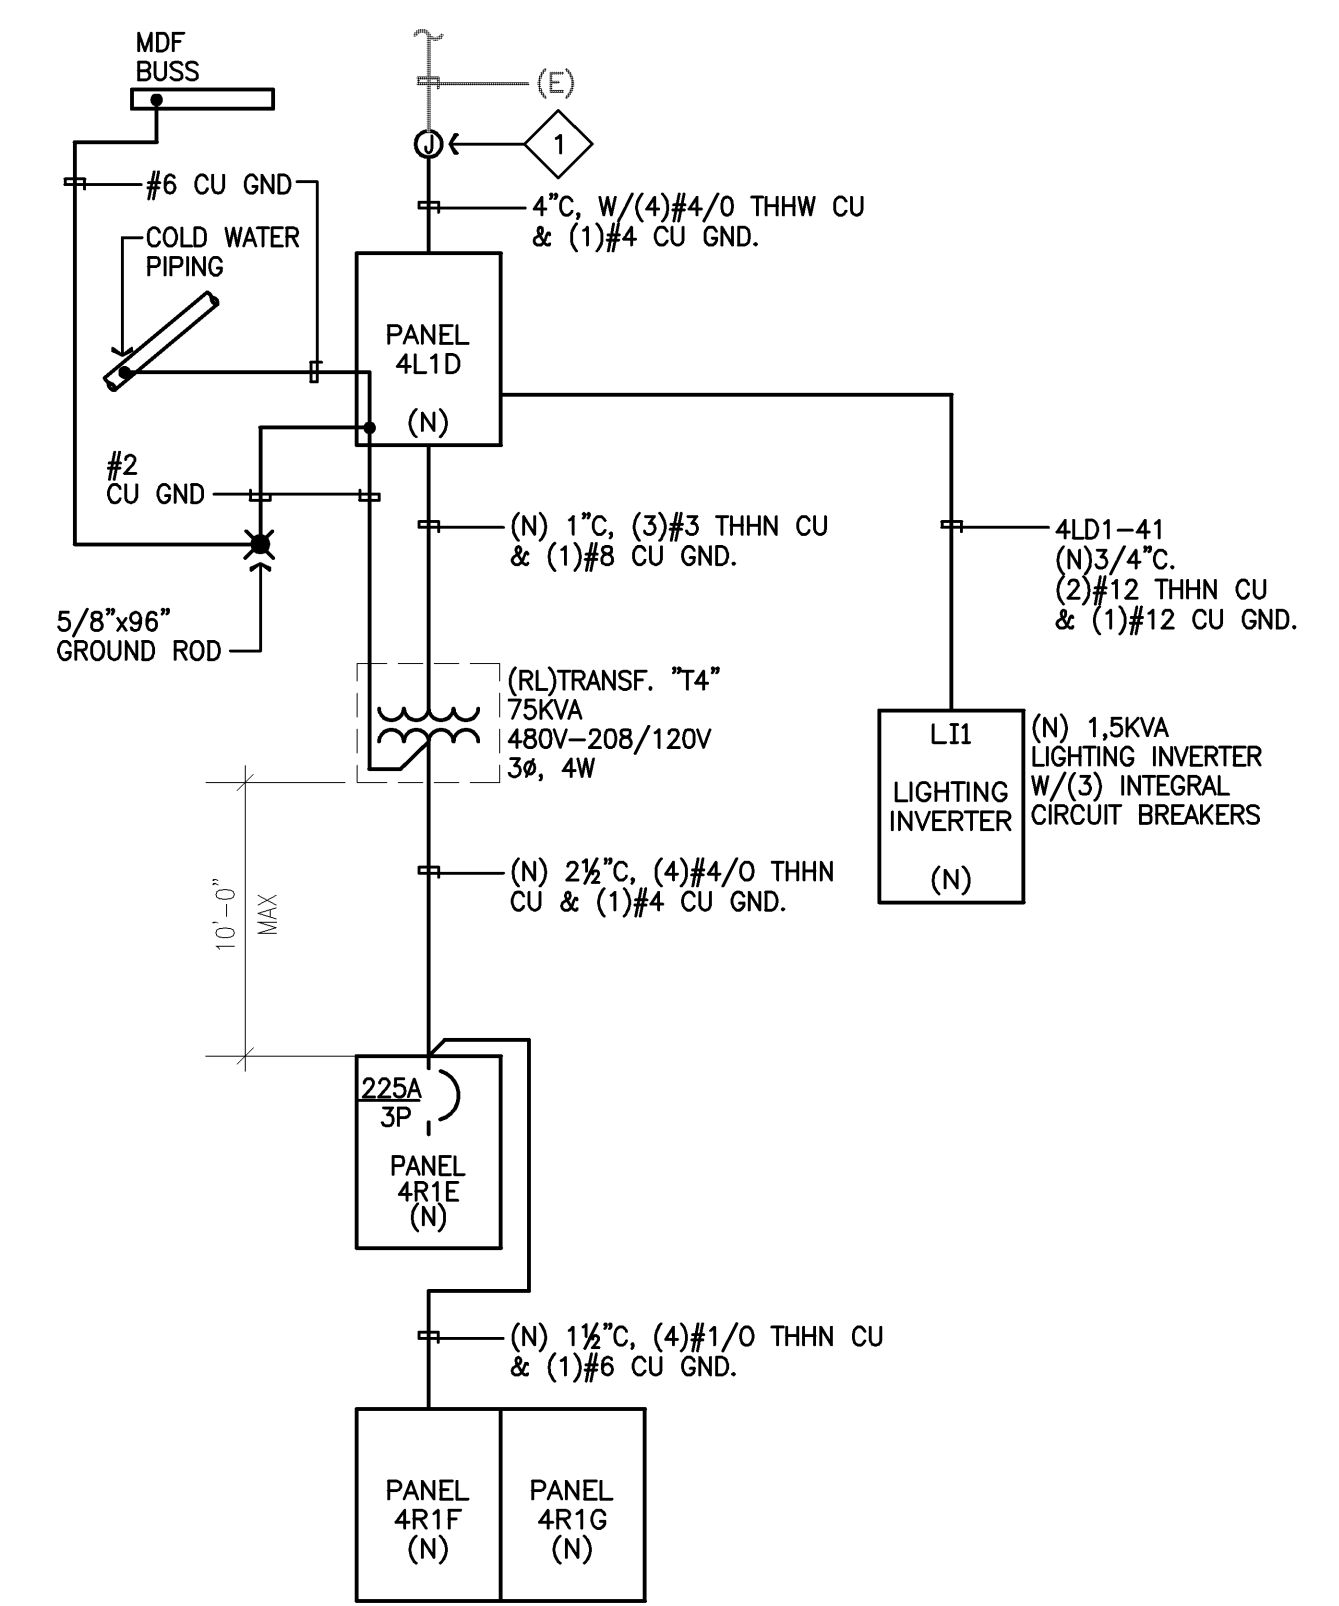 MDF
BUSS
(E)
J
1
#6 CU GND
4"C, W/(4)#4/0 THHW CU
& (1)#4 CU GND.
COLD WATER
PIPING
PANEL
4L1D
(N)
#2
CU GND
(N) 1"C, (3)#3 THHN CU
& (1)#8 CU GND.
4LD1-41
(N)3/4"C.
(2)#12 THHN CU
& (1)#12 CU GND.
5/8"x96"
GROUND ROD
(RL)TRANSF. "T4"
75KVA
480V-208/120V
3ø, 4W
LI1
LIGHTING
INVERTER
(N)
(N) 1,5KVA
LIGHTING INVERTER
W/(3) INTEGRAL
CIRCUIT BREAKERS
10'-0"
MAX
(N) 2½"C, (4)#4/0 THHN
CU & (1)#4 CU GND.
225A
3P
PANEL
4R1E
(N)
(N) 1½"C, (4)#1/0 THHN CU
& (1)#6 CU GND.
PANEL
4R1F
(N)
PANEL
4R1G
(N)